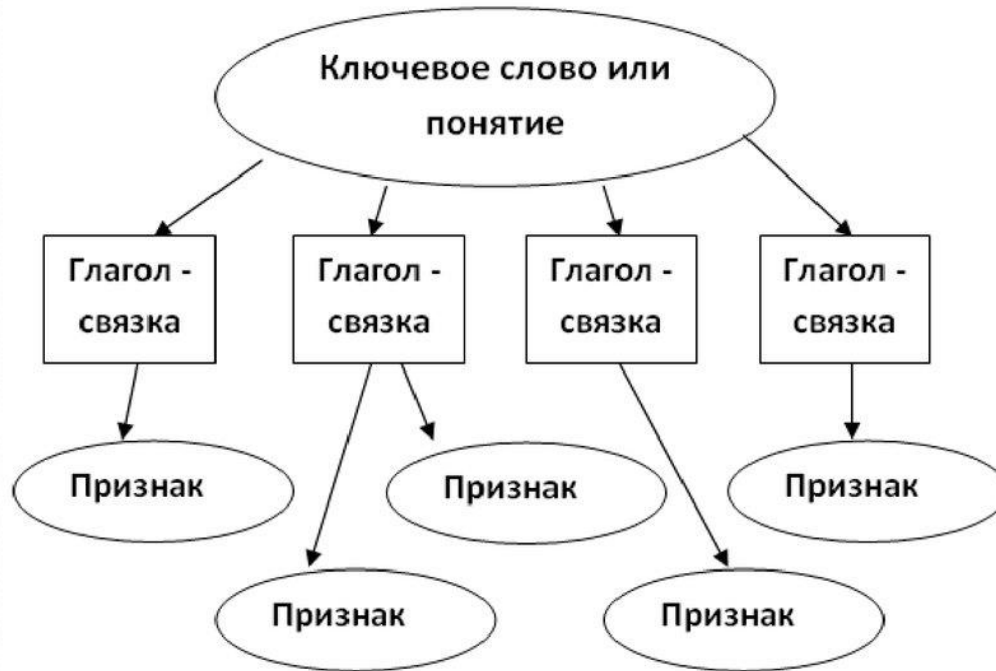 Ключевое слово или
понятие
Глагол -
связка
Глагол -
связка
Глагол -
связка
Глагол -
связка
Признак
Признак
Признак
Признак
Признак